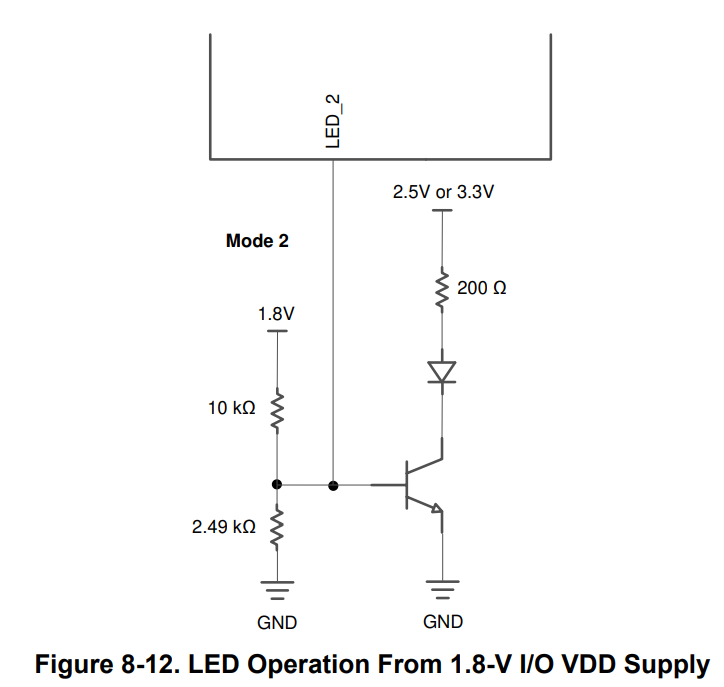 LED_2
2.5V or 3.3V
Mode 2
200 Ω
1.8V
10 kΩ
2.49 kΩ
GND
GND
Figure 8-12. LED Operation From 1.8-V I/O VDD Supply